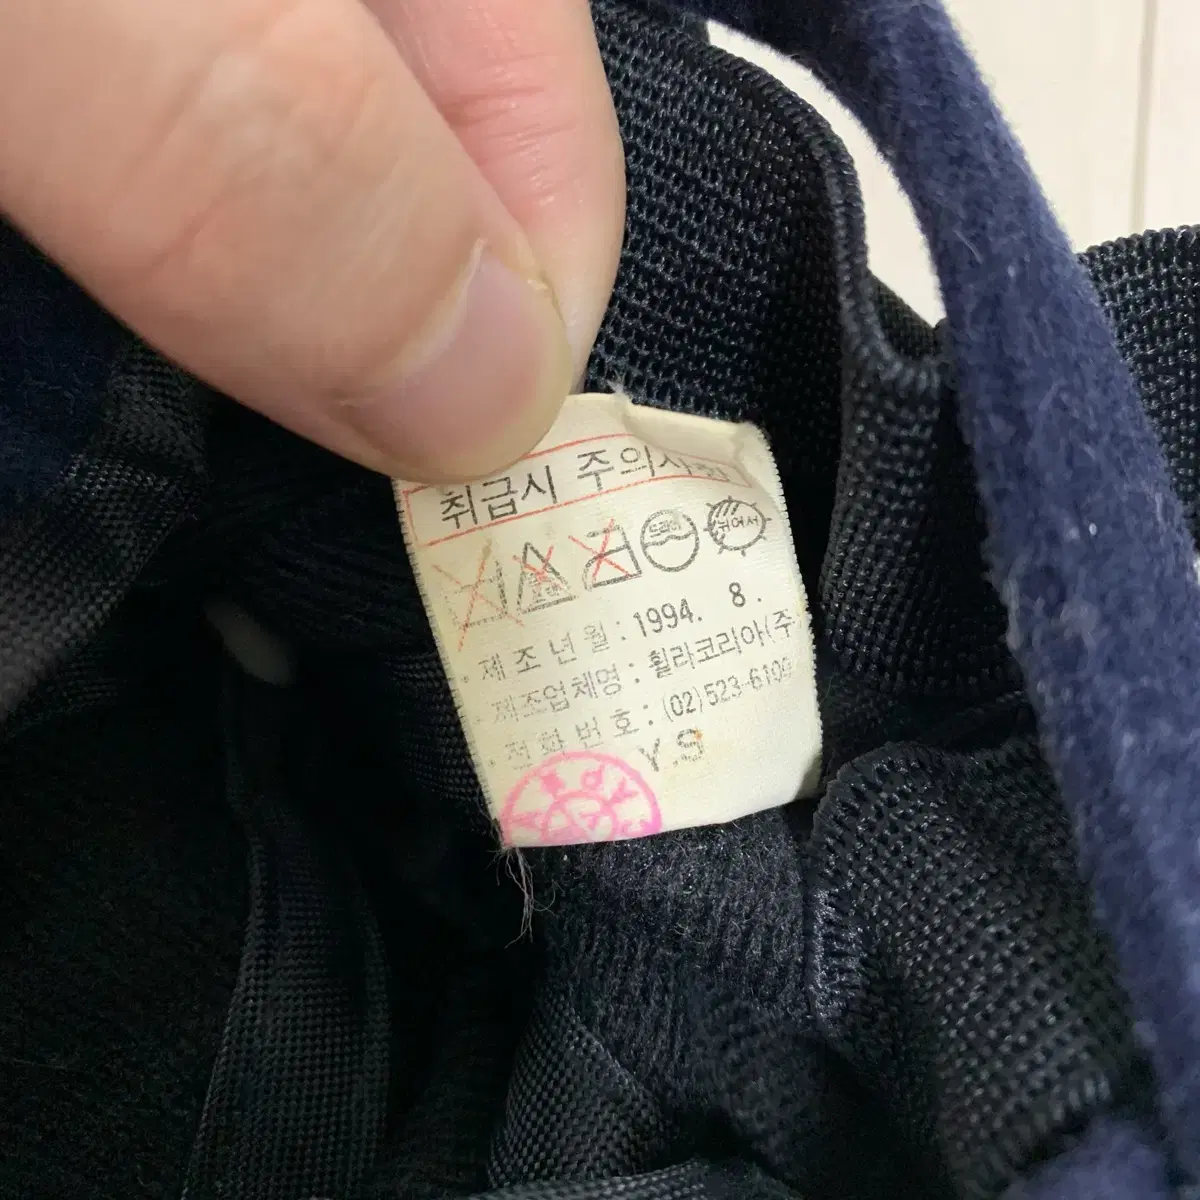 취급시 주의사항
드라이
뉘어서
· 제 조 년 월 : 1994. 8.
· 제조업체명 : 휠라코리아(주)
· 전 화 번 호 : (02)523-6100
Y.S